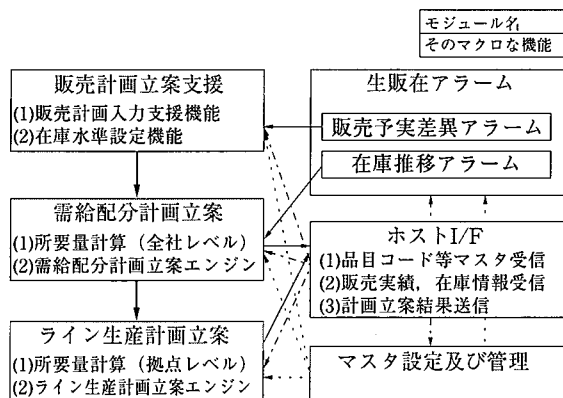 モジュール名
そのマクロな機能
販売計画立案支援
(1)販売計画入力支援機能
(2)在庫水準設定機能
生販在アラーム
販売予実差異アラーム
在庫推移アラーム
需給配分計画立案
(1)所要量計算（全社レベル）
(2)需給配分計画立案エンジン
ホストI/F
(1)品目コード等マスタ受信
(2)販売実績，在庫情報受信
(3)計画立案結果送信
ライン生産計画立案
(1)所要量計算（拠点レベル）
(2)ライン生産計画立案エンジン
マスタ設定及び管理